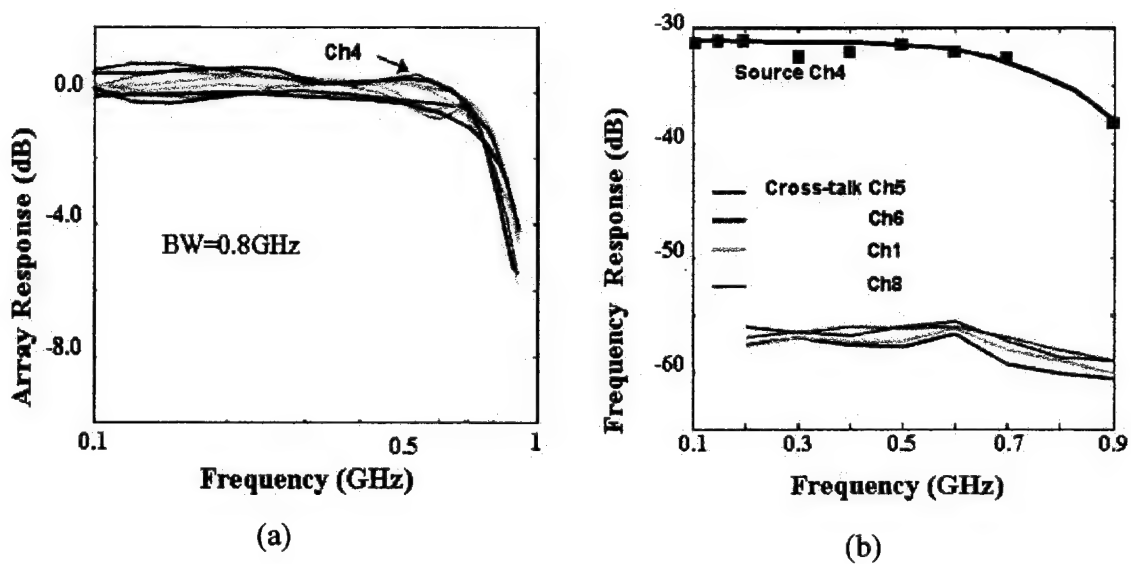 Array Response (dB)
0.0
-4.0
-8.0
Ch4
BW=0.8GHz
0.1
0.5
1
Frequency (GHz)
(a)
Frequency Response (dB)
-30
-40
-50
-60
Source Ch4
Cross-talk Ch5
Ch6
Ch1
Ch8
0.1
0.3
0.5
0.7
0.9
Frequency (GHz)
(b)